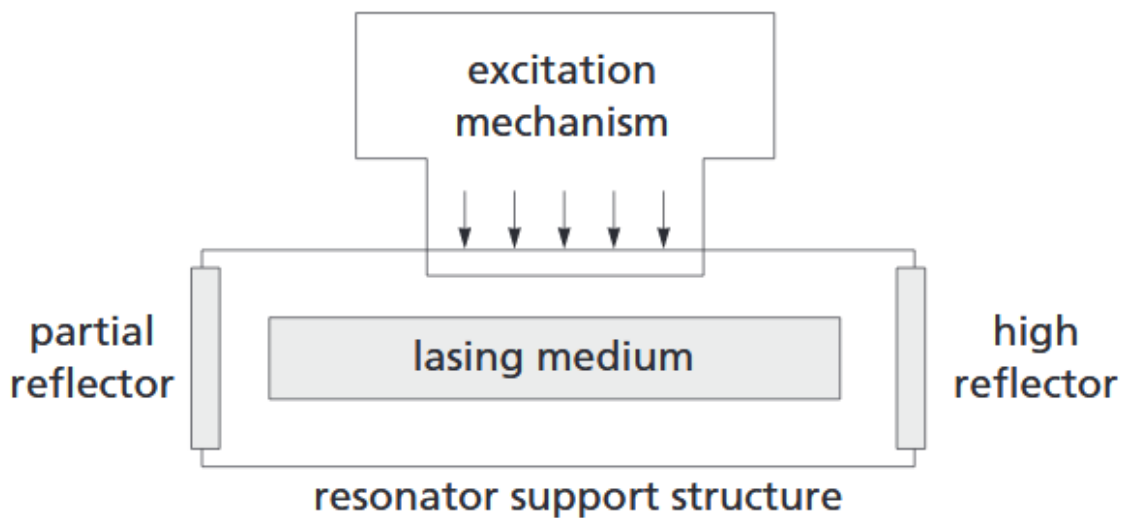 excitation
mechanism
partial
reflector
lasing medium
high
reflector
resonator support structure